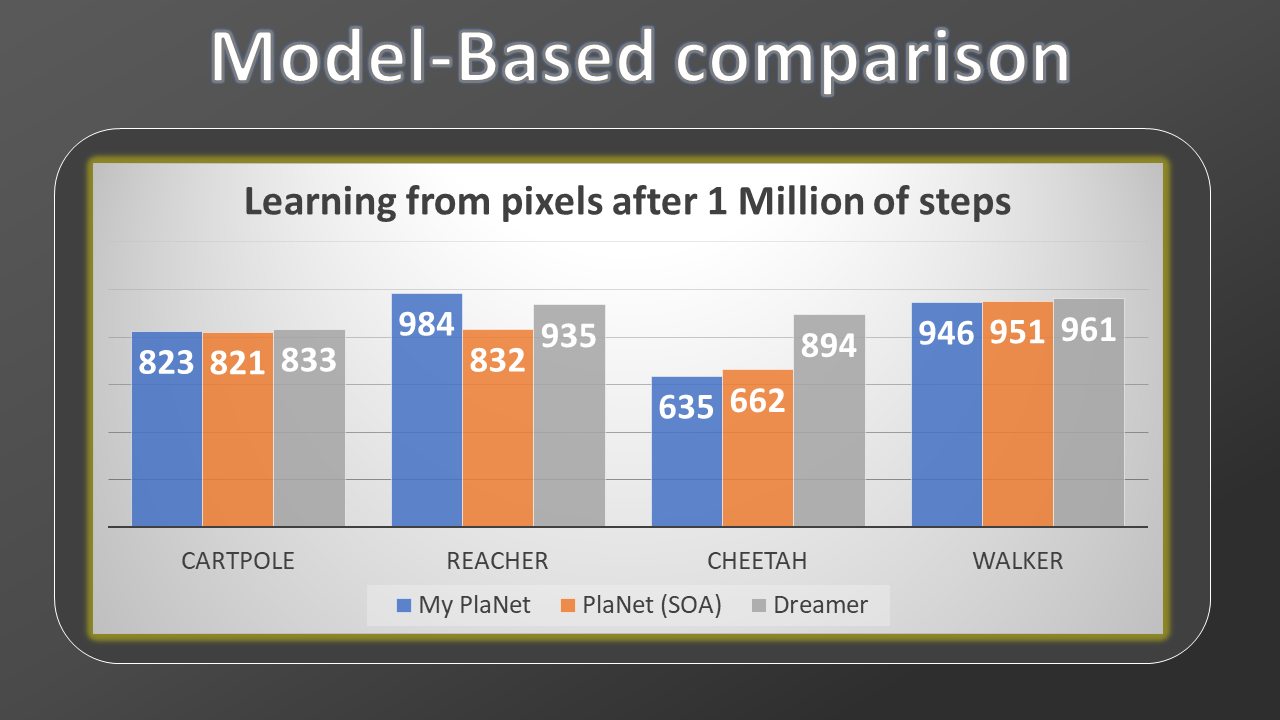 Model-Based comparison
Learning from pixels after 1 Million of steps
823 821 833 984 832 935 635 662 894 946 951 961
CARTPOLE REACHER CHEETAH WALKER
My PlaNet PlaNet (SOA) Dreamer